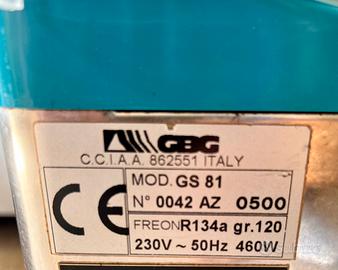 GBG
C.C.I.A.A. 862551 ITALY
CE
MOD. GS 81
N° 0042 AZ 0500
FREON R134a gr.120
230V ~ 50Hz 460W